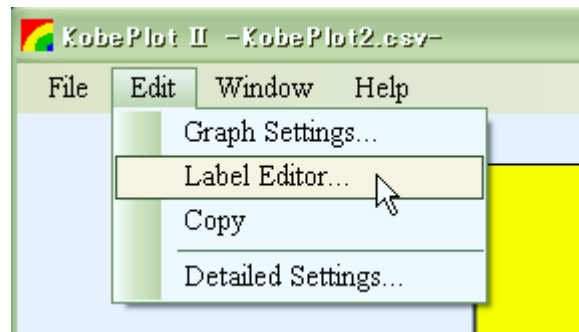 KobePlot II -KobePlot2.csv-
File Edit Window Help
Graph Settings...
Label Editor...
Copy
Detailed Settings...